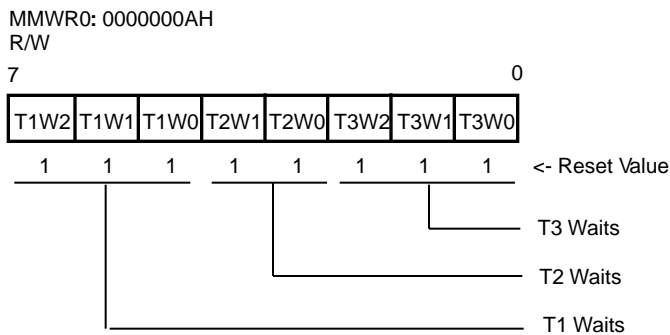 MMWR0: 0000000AH
R/W
7 0
T1W2 T1W1 T1W0 T2W1 T2W0 T3W2 T3W1 T3W0
1 1 1 1 1 1 1 1 <- Reset Value
T3 Waits
T2 Waits
T1 Waits